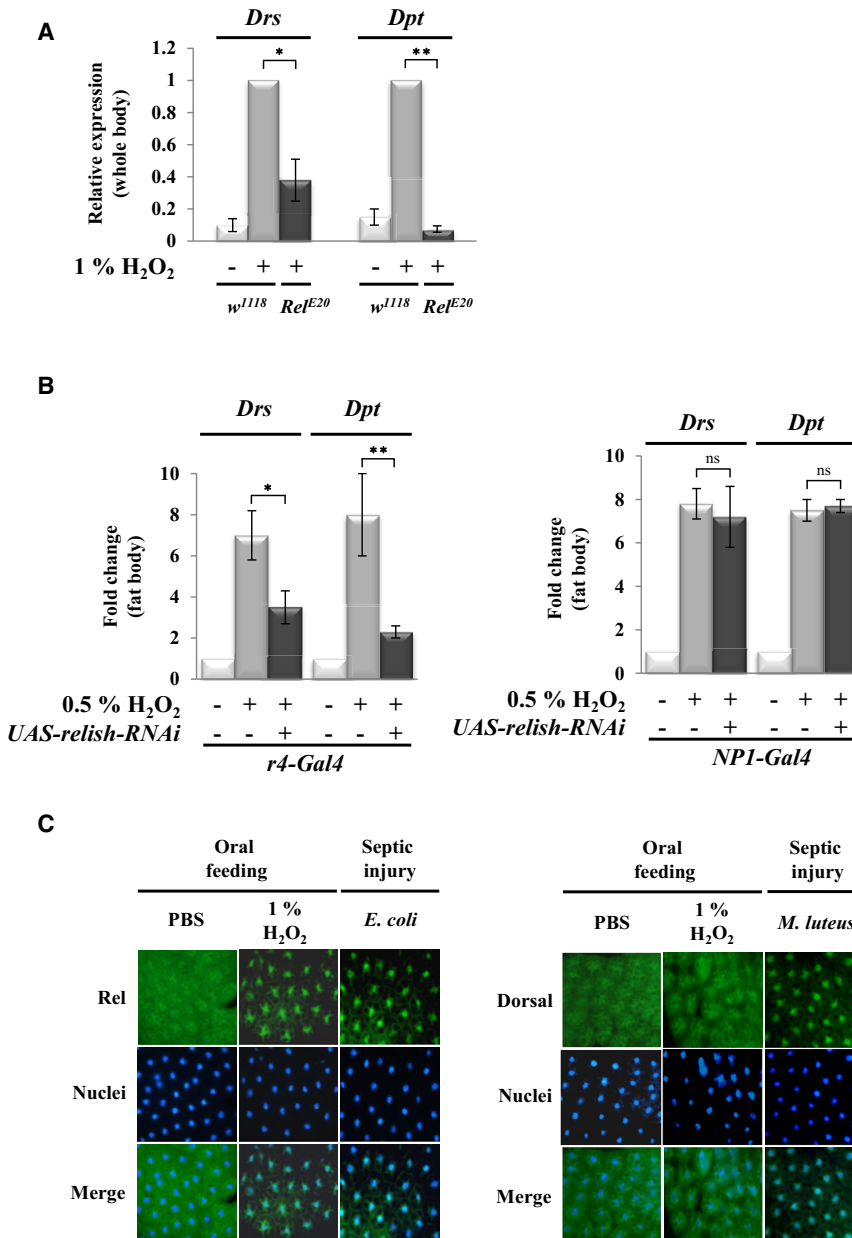 A
Drs Dpt
1.2
1
0.8
0.6
0.4
0.2
0
Relative expression
(whole body)
* **
1 % H₂O₂ - + + - + +
w¹¹¹⁸ Relᴱ²⁰ w¹¹¹⁸ Relᴱ²⁰
B
Drs Dpt
10
8
6
4
2
0
Fold change
(fat body)
* **
0.5 % H₂O₂ - + + - + +
UAS-relish-RNAi - - + - - +
r4-Gal4
Drs Dpt
10
8
6
4
2
0
Fold change
(fat body)
ns ns
0.5 % H₂O₂ - + + - + +
UAS-relish-RNAi - - + - - +
NP1-Gal4
C
Oral
feeding
Septic
injury
PBS
1 %
H₂O₂
E. coli
Rel
Nuclei
Merge
Oral
feeding
Septic
injury
PBS
1 %
H₂O₂
M. luteus
Dorsal
Nuclei
Merge